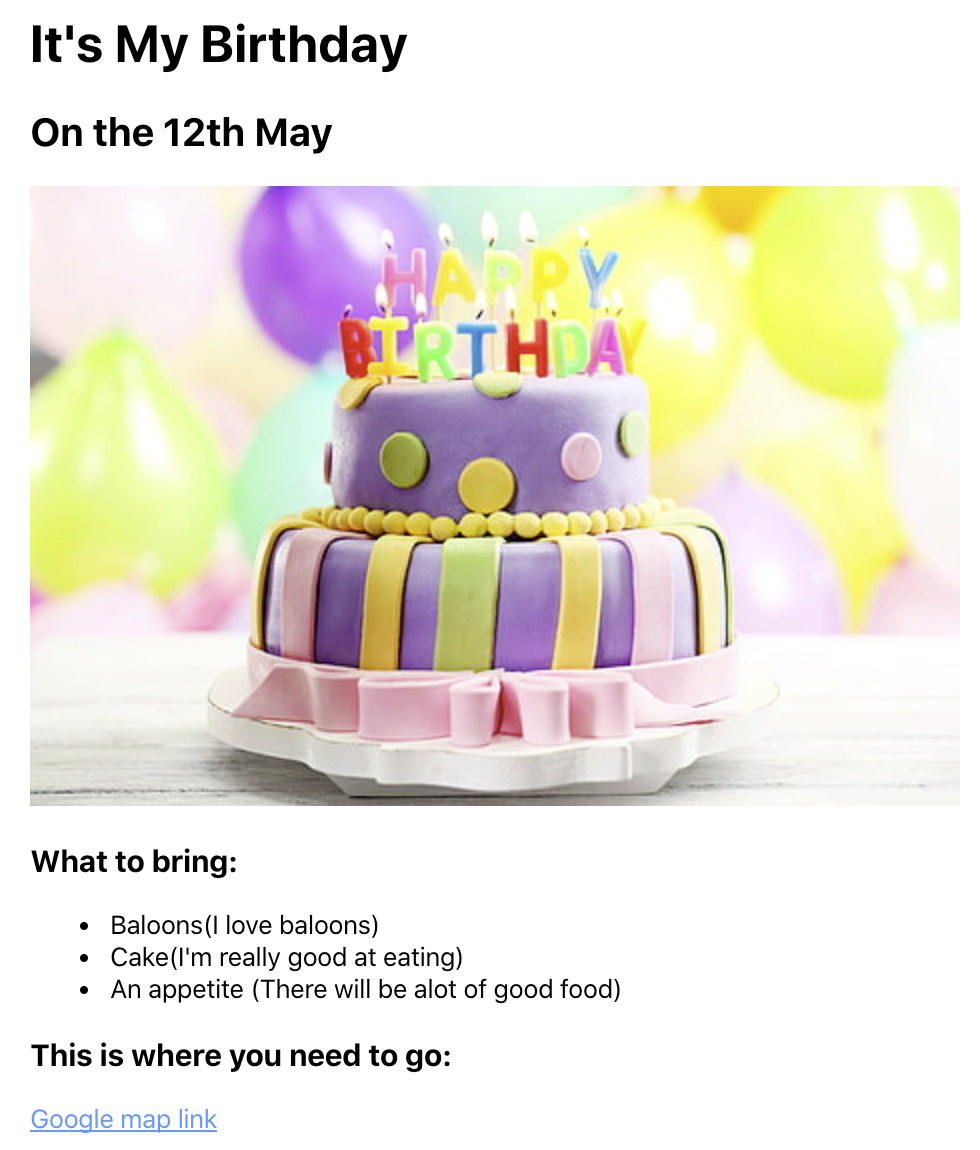 It's My Birthday
On the 12th May
HAPPY
BIRTHDAY
What to bring:
Baloons(I love baloons)
Cake(I'm really good at eating)
An appetite (There will be alot of good food)
This is where you need to go:
Google map link